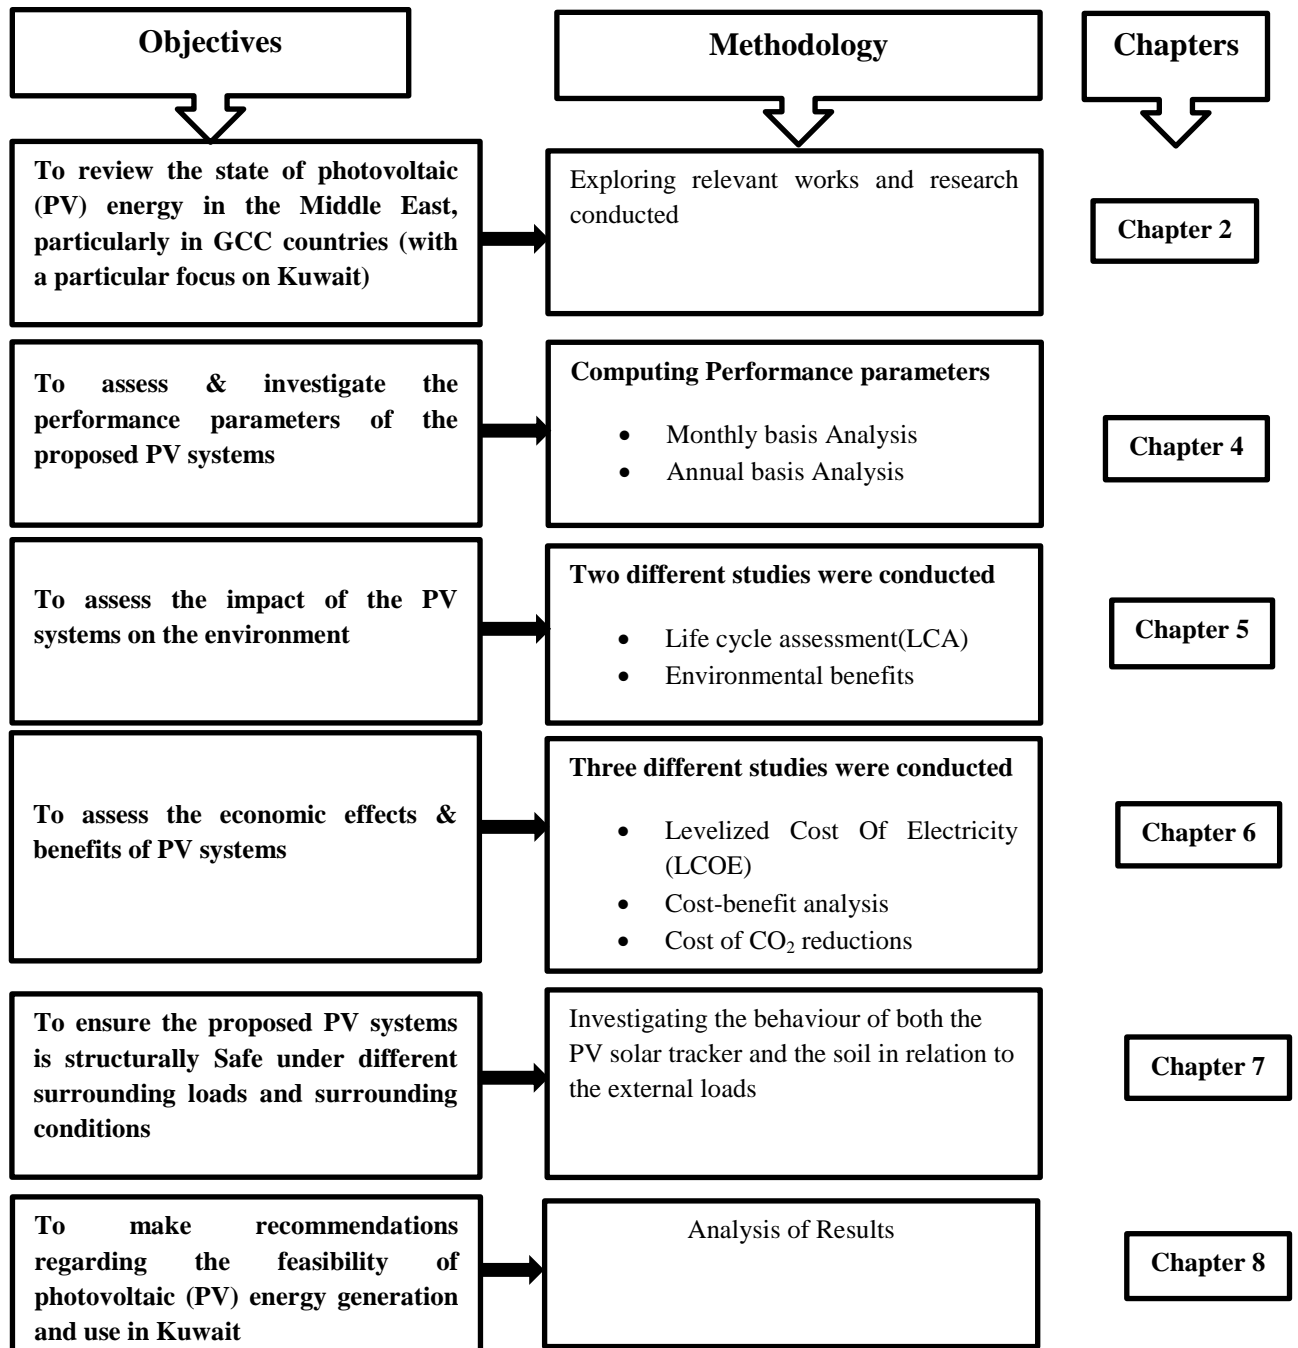 Objectives
Methodology
Chapters
To review the state of photovoltaic
(PV) energy in the Middle East,
particularly in GCC countries (with
a particular focus on Kuwait)
Exploring relevant works and research
conducted
Chapter 2
To assess & investigate the
performance parameters of the
proposed PV systems
Computing Performance parameters
• Monthly basis Analysis
• Annual basis Analysis
Chapter 4
To assess the impact of the PV
systems on the environment
Two different studies were conducted
• Life cycle assessment(LCA)
• Environmental benefits
Chapter 5
To assess the economic effects &
benefits of PV systems
Three different studies were conducted
• Levelized Cost Of Electricity
(LCOE)
• Cost-benefit analysis
• Cost of CO₂ reductions
Chapter 6
To ensure the proposed PV systems
is structurally Safe under different
surrounding loads and surrounding
conditions
Investigating the behaviour of both the
PV solar tracker and the soil in relation to
the external loads
Chapter 7
To make recommendations
regarding the feasibility of
photovoltaic (PV) energy generation
and use in Kuwait
Analysis of Results
Chapter 8